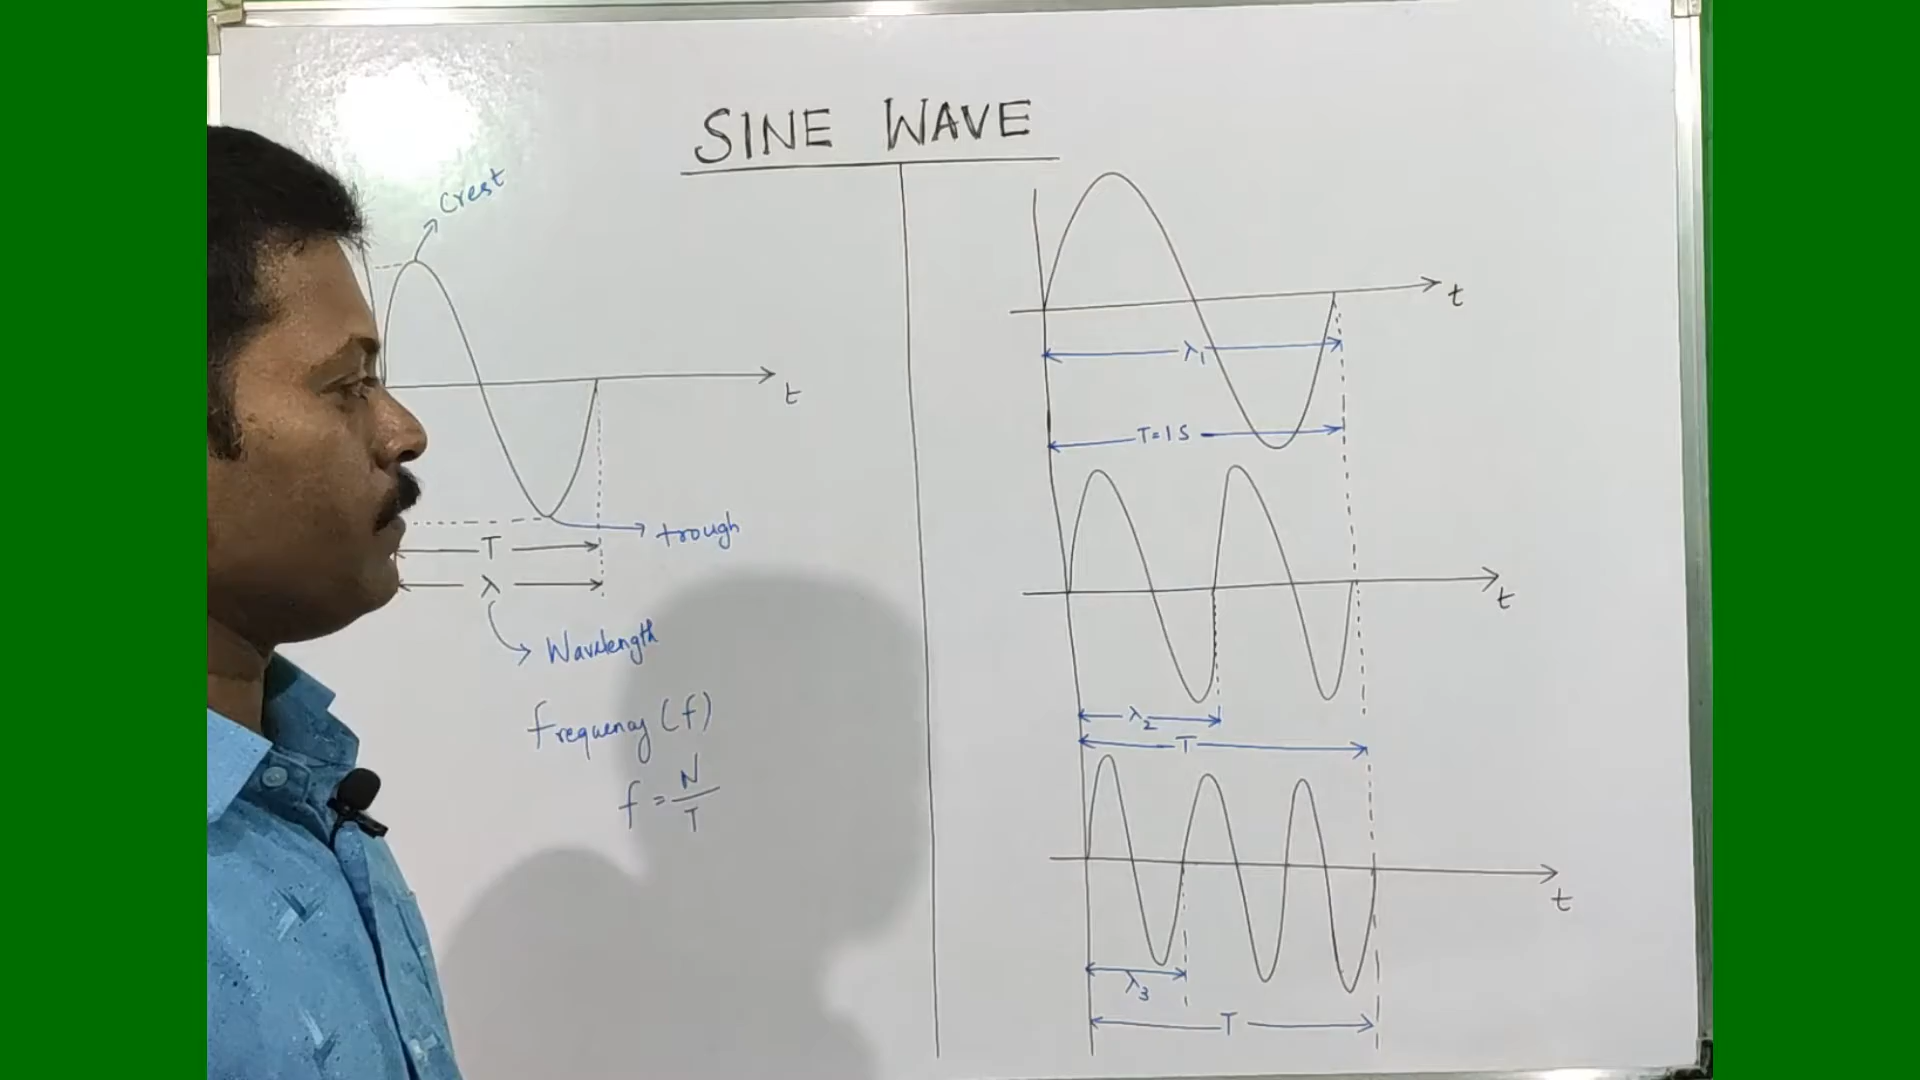 SINE WAVE
Crest
t
trough
T
λ
Wavelength
Frequency (f)
f = N/T
t
λ₁
T=1S
t
λ₂
T
t
λ₃
T